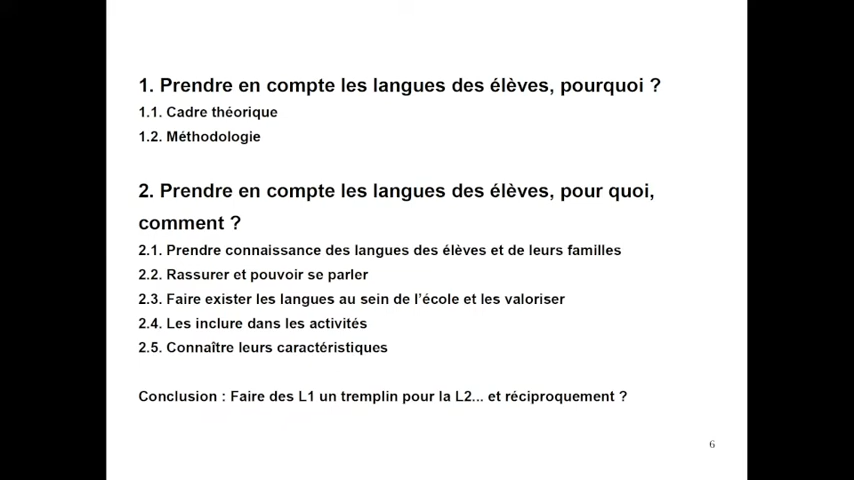 1. Prendre en compte les langues des élèves, pourquoi ?
1.1. Cadre théorique
1.2. Méthodologie
2. Prendre en compte les langues des élèves, pour quoi,
comment ?
2.1. Prendre connaissance des langues des élèves et de leurs familles
2.2. Rassurer et pouvoir se parler
2.3. Faire exister les langues au sein de l'école et les valoriser
2.4. Les inclure dans les activités
2.5. Connaître leurs caractéristiques
Conclusion : Faire des L1 un tremplin pour la L2... et réciproquement ?
6